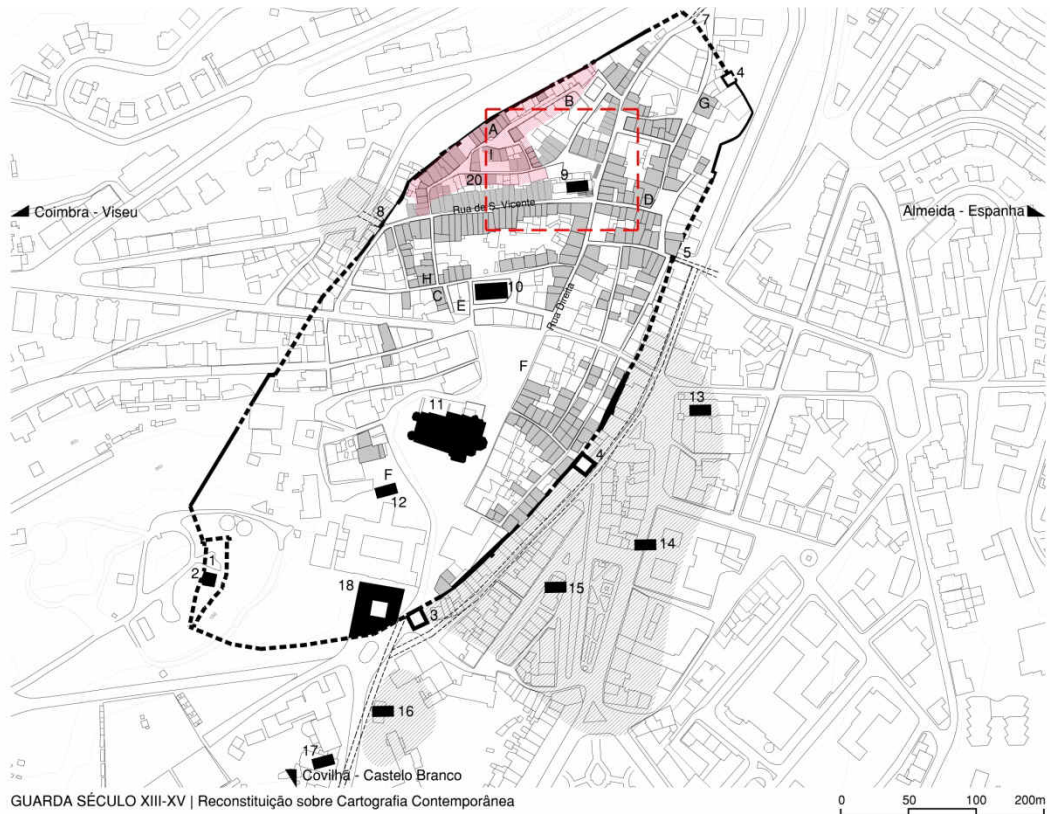 7
4
G
B
A
I
20
9
Rua de S. Vicente
D
8
Coimbra - Viseu
Almeida - Espanha
5
H
C
E
10
Rua Direita
F
11
13
4
F
12
14
1
2
15
18
3
16
17
Covilhã - Castelo Branco
GUARDA SÉCULO XIII-XV | Reconstituição sobre Cartografia Contemporânea
0 50 100 200m